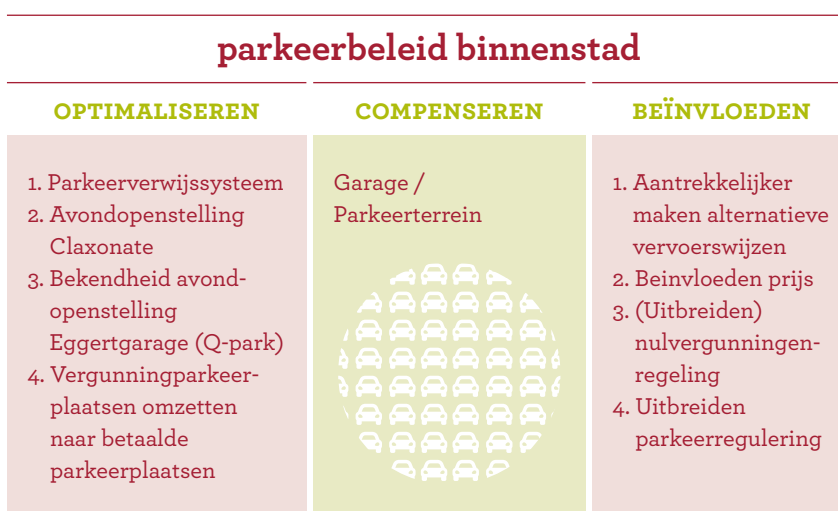 parkeerbeleid binnenstad
OPTIMALISEREN
1. Parkeerverwijssysteem
2. Avondopenstelling
Claxonate
3. Bekendheid avond-
openstelling
Eggertgarage (Q-park)
4. Vergunningparkeer-
plaatsen omzetten
naar betaalde
parkeerplaatsen
COMPENSEREN
Garage /
Parkeerterrein
BEÏNVLOEDEN
1. Aantrekkelijker
maken alternatieve
vervoerswijzen
2. Beinvloeden prijs
3. (Uitbreiden)
nulvergunningen-
regeling
4. Uitbreiden
parkeerregulering